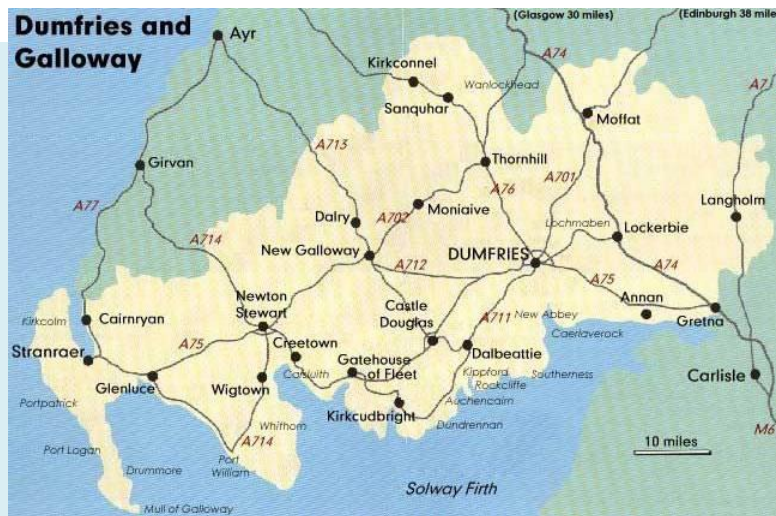 Dumfries and
Galloway
(Glasgow 30 miles)
(Edinburgh 38 mile
Ayr
A74
A7
Kirkconnel
Wanlockhead
Sanquhar
Moffat
A713
Girvan
Thornhill
A701
A76
Langholm
A77
Dalry
A702
Moniaive
Lochmaben
Lockerbie
A714
New Galloway
DUMFRIES
A712
A74
A75
Newton
Stewart
Castle
Douglas
New Abbey
Annan
Kirkcolm
Cairnryan
A711
Caerlaverock
Gretna
Stranraer
A75
Creetown
Gatehouse
of Fleet
Dalbeattie
Carsluith
Kippford
Rockcliffe
Southerness
Carlisle
Glenluce
Wigtown
Portpatrick
Auchencairn
Kirkcudbright
Dundrennan
Whithorn
M6
Port Logan
A714
Port
William
10 miles
Drummore
Solway Firth
Mull of Galloway